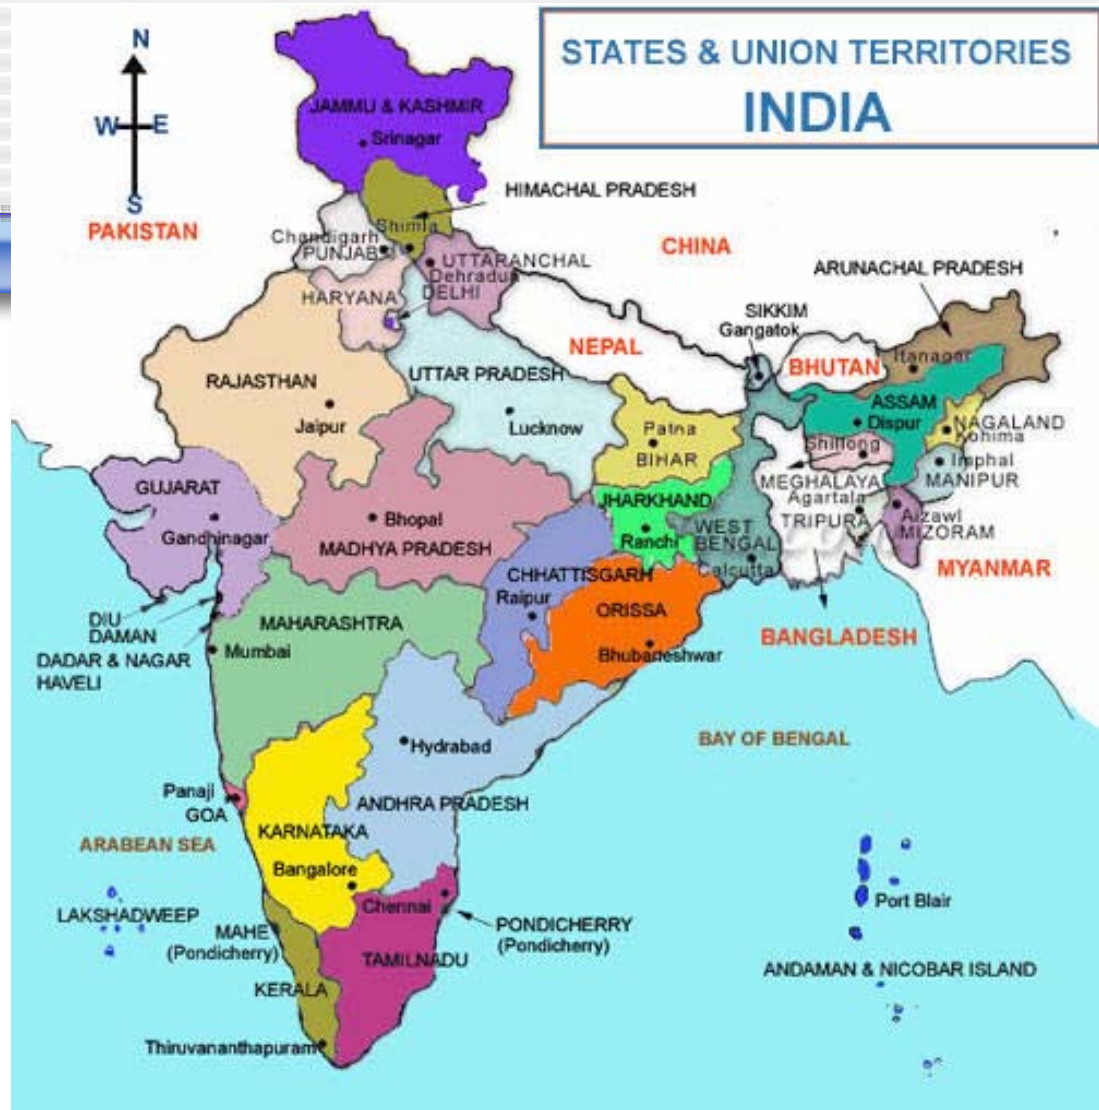 STATES & UNION TERRITORIES
INDIA
N
W E
S
JAMMU & KASHMIR
Srinagar
HIMACHAL PRADESH
PAKISTAN
Shimla
Chandigarh
PUNJAB
CHINA
UTTARANCHAL
Dehradun
ARUNACHAL PRADESH
HARYANA
DELHI
SIKKIM
Gangatok
NEPAL
BHUTAN
Itanagar
RAJASTHAN
UTTAR PRADESH
ASSAM
Jaipur
Lucknow
Patna
Dispur
NAGALAND
Kohima
BIHAR
Shillong
Imphal
MANIPUR
GUJARAT
MEGHALAYA
Agartala
JHARKHAND
Gandhinagar
Bhopal
TRIPURA
Aizawl
MIZORAM
MADHYA PRADESH
Ranchi
WEST
BENGAL
Calcutta
MYANMAR
CHHATTISGARH
Raipur
ORISSA
DIU
DAMAN
MAHARASHTRA
BANGLADESH
Mumbai
DADAR & NAGAR
HAVELI
Bhubaneshwar
Hydrabad
BAY OF BENGAL
Panaji
GOA
ANDHRA PRADESH
KARNATAKA
ARABEAN SEA
Bangalore
Chennai
Port Blair
LAKSHADWEEP
MAHE
(Pondicherry)
PONDICHERRY
(Pondicherry)
TAMILNADU
ANDAMAN & NICOBAR ISLAND
KERALA
Thiruvananthapuram